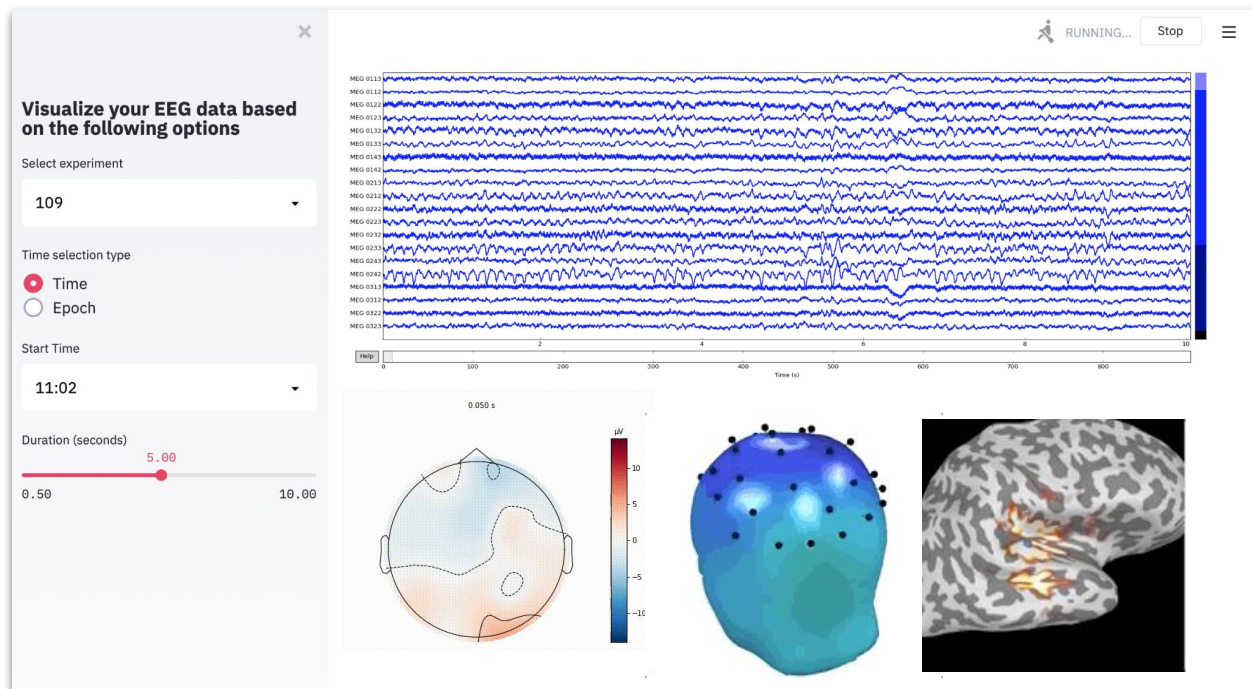 ×
RUNNING...
Stop
Visualize your EEG data based
on the following options
Select experiment
109
Time selection type
Time
Epoch
Start Time
11:02
Duration (seconds)
5.00
0.50 10.00
MEG 0113
MEG 0112
MEG 0122
MEG 0123
MEG 0132
MEG 0133
MEG 0143
MEG 0142
MEG 0213
MEG 0212
MEG 0222
MEG 0223
MEG 0232
MEG 0233
MEG 0243
MEG 0242
MEG 0313
MEG 0312
MEG 0322
MEG 0323
2 4 6 8 10
Help
0 100 200 300 400 500 600 700 800
Time (s)
0.050 s
µV
10
5
0
−5
−10